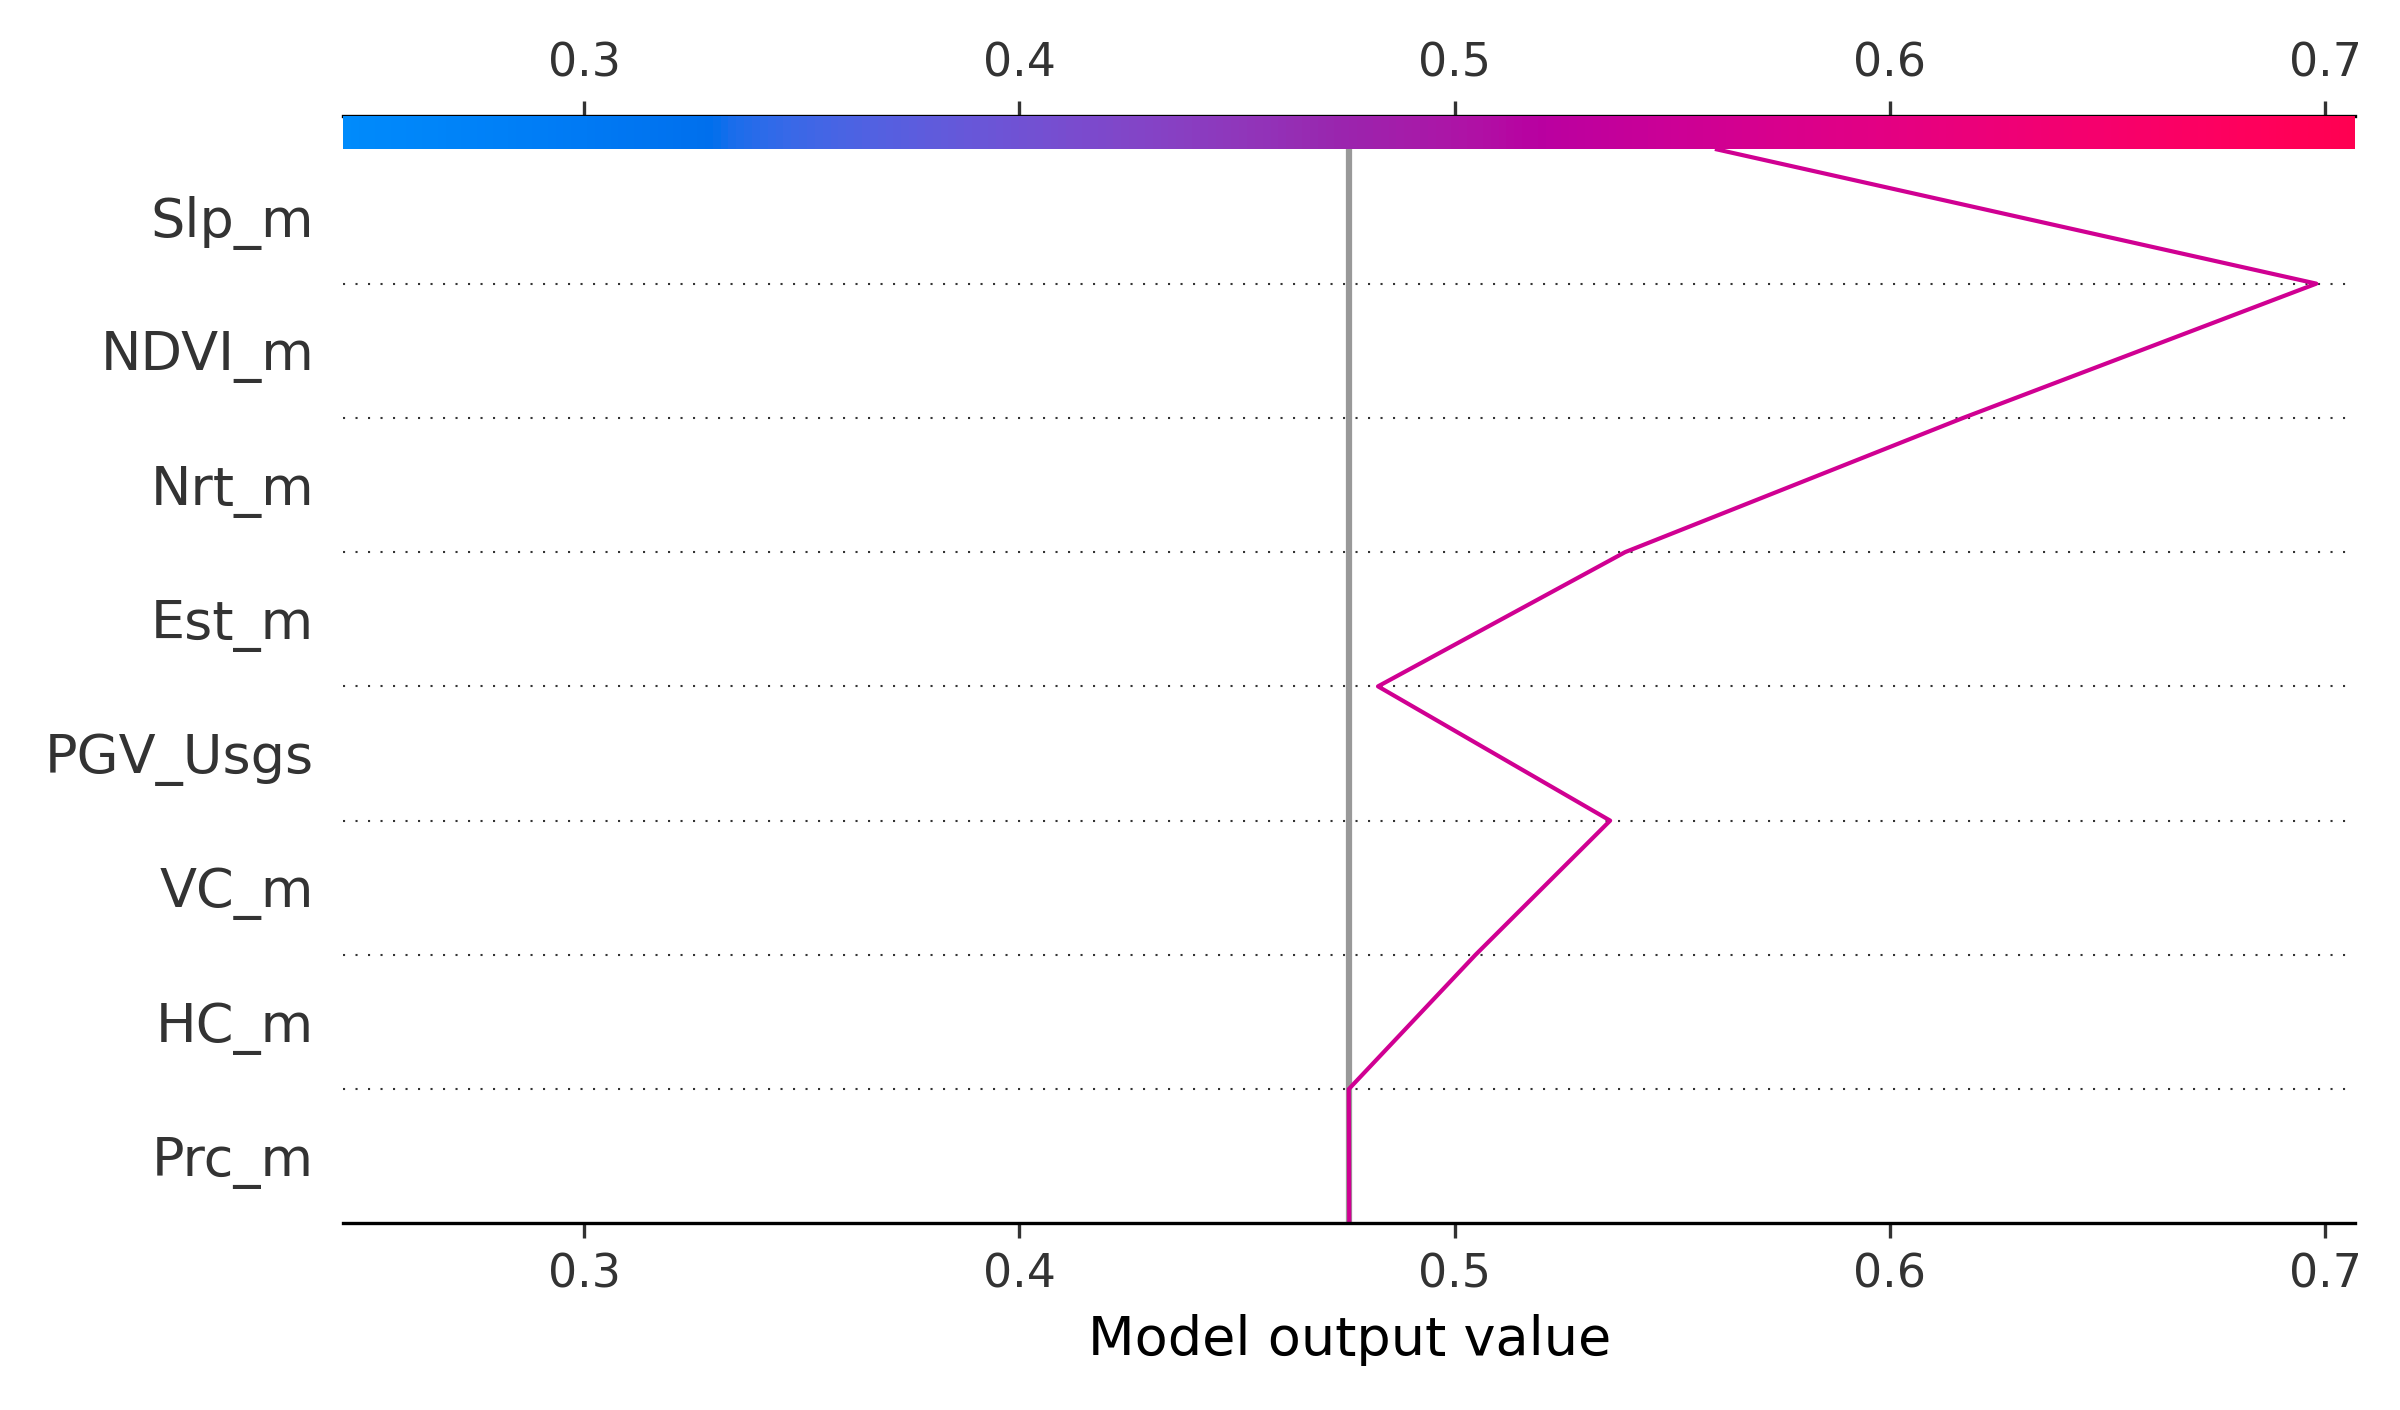 0.3 0.4 0.5 0.6 0.7
Slp_m
NDVI_m
Nrt_m
Est_m
PGV_Usgs
VC_m
HC_m
Prc_m
0.3 0.4 0.5 0.6 0.7
Model output value